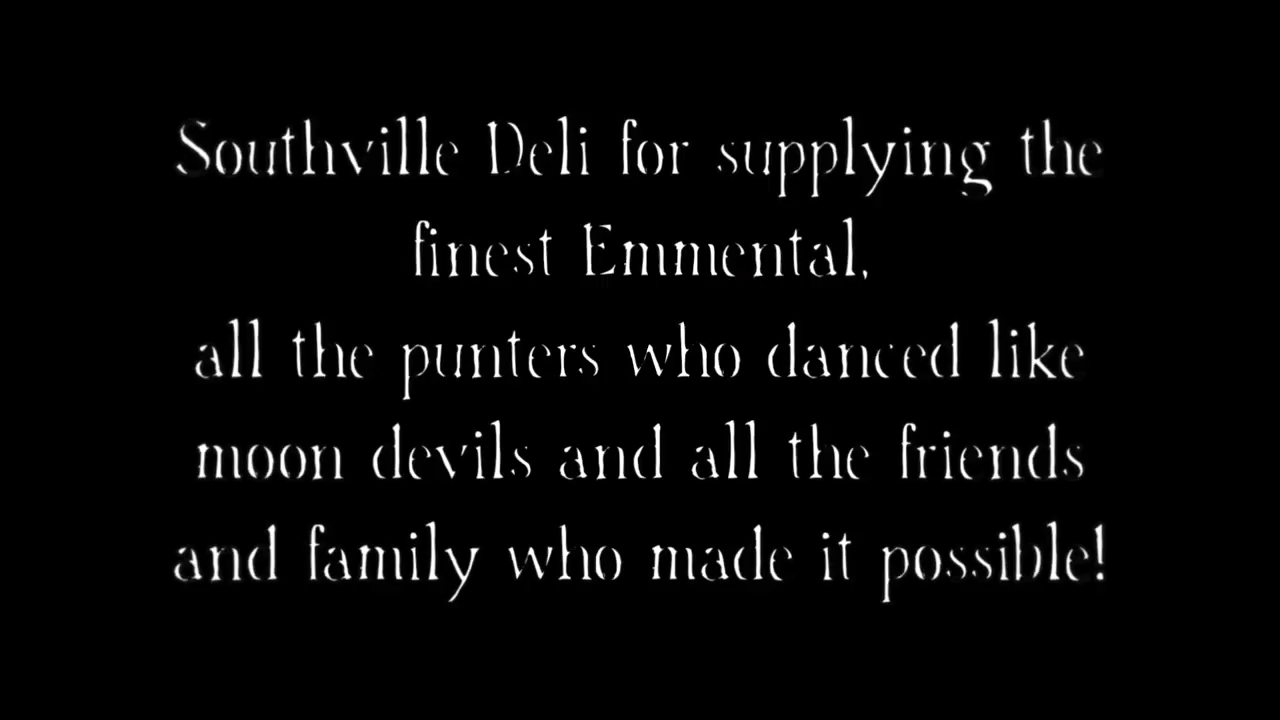 Southville Deli for supplying the
finest Emmental,
all the punters who danced like
moon devils and all the friends
and family who made it possible!